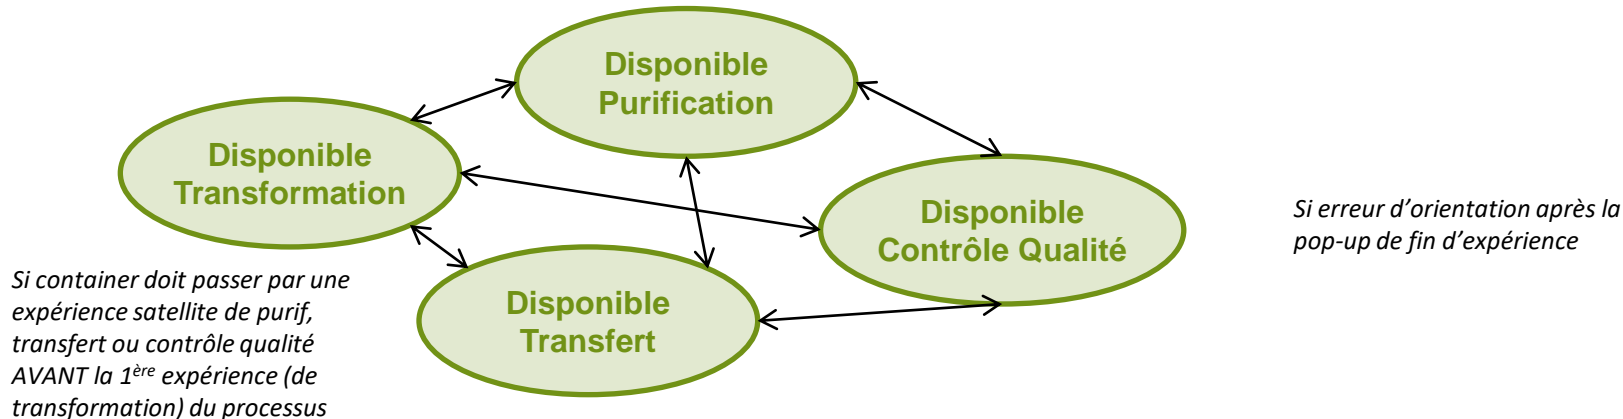 Disponible
Purification
Disponible
Transformation
Disponible
Contrôle Qualité
Disponible
Transfert
Si erreur d’orientation après la
pop-up de fin d’expérience
Si container doit passer par une
expérience satellite de purif,
transfert ou contrôle qualité
AVANT la 1ère expérience (de
transformation) du processus